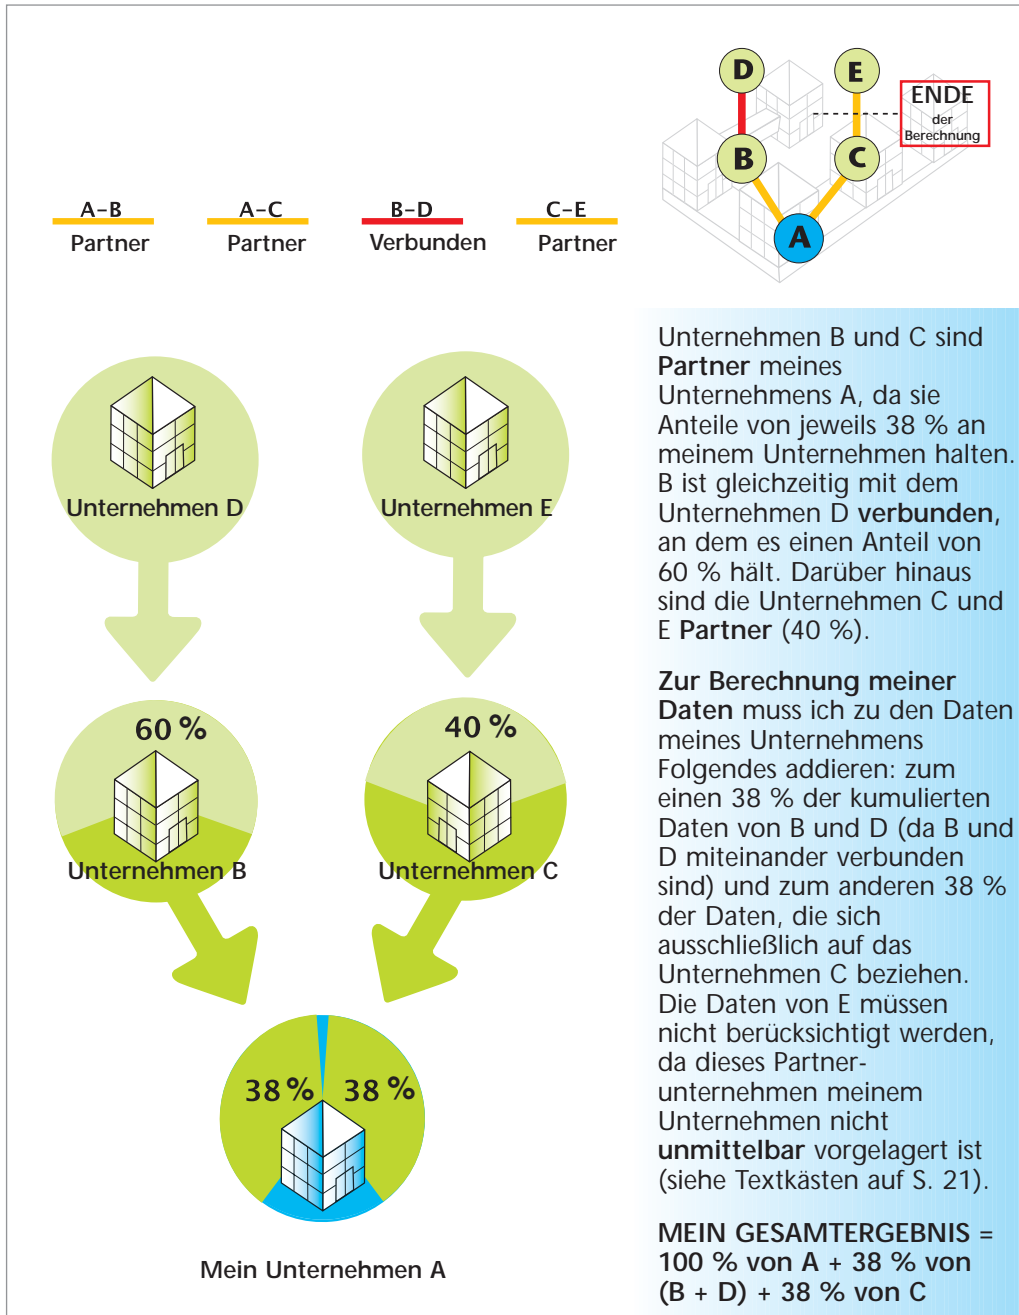 D
E
ENDE
der
Berechnung
B
C
A
A–B
Partner
A–C
Partner
B–D
Verbunden
C–E
Partner
Unternehmen D
Unternehmen E
60 %
Unternehmen B
40 %
Unternehmen C
38 %
38 %
Mein Unternehmen A
Unternehmen B und C sind
Partner meines
Unternehmens A, da sie
Anteile von jeweils 38 % an
meinem Unternehmen halten.
B ist gleichzeitig mit dem
Unternehmen D verbunden,
an dem es einen Anteil von
60 % hält. Darüber hinaus
sind die Unternehmen C und
E Partner (40 %).
Zur Berechnung meiner
Daten muss ich zu den Daten
meines Unternehmens
Folgendes addieren: zum
einen 38 % der kumulierten
Daten von B und D (da B und
D miteinander verbunden
sind) und zum anderen 38 %
der Daten, die sich
ausschließlich auf das
Unternehmen C beziehen.
Die Daten von E müssen
nicht berücksichtigt werden,
da dieses Partner-
unternehmen meinem
Unternehmen nicht
unmittelbar vorgelagert ist
(siehe Textkästen auf S. 21).
MEIN GESAMTERGEBNIS =
100 % von A + 38 % von
(B + D) + 38 % von C